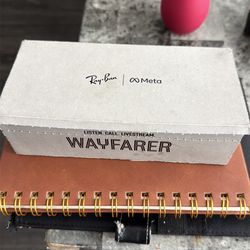 Ray-Ban | Meta
LISTEN. CALL. LIVESTREAM.
WAYFARER